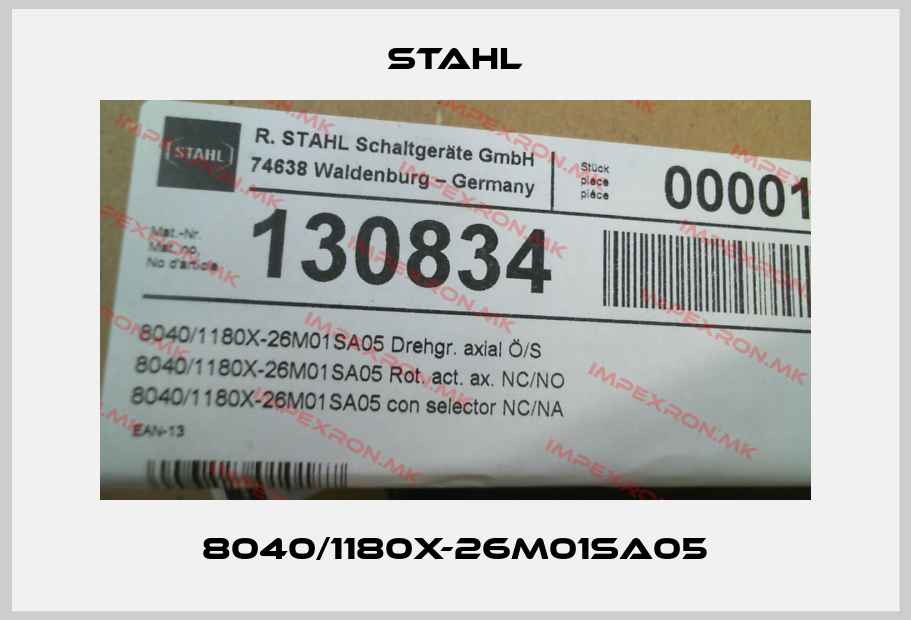 STAHL
STAHL
R. STAHL Schaltgeräte GmbH
74638 Waldenburg – Germany
Stück
piece
pièce
00001
Mat.-Nr.
Mat. no.
No d'article
130834
8040/1180X-26M01SA05 Drehgr. axial Ö/S
8040/1180X-26M01SA05 Rot. act. ax. NC/NO
8040/1180X-26M01SA05 con selector NC/NA
EAN-13
IMPEXRON.MK
8040/1180X-26M01SA05